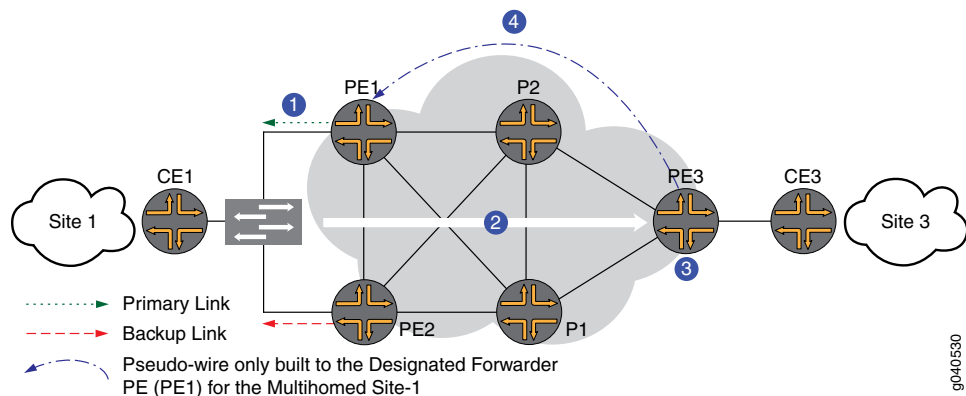 4
PE1
P2
1
CE1
PE3
CE3
Site 1
2
Site 3
3
Primary Link
PE2
P1
Backup Link
Pseudo-wire only built to the Designated Forwarder
PE (PE1) for the Multihomed Site-1
g040530